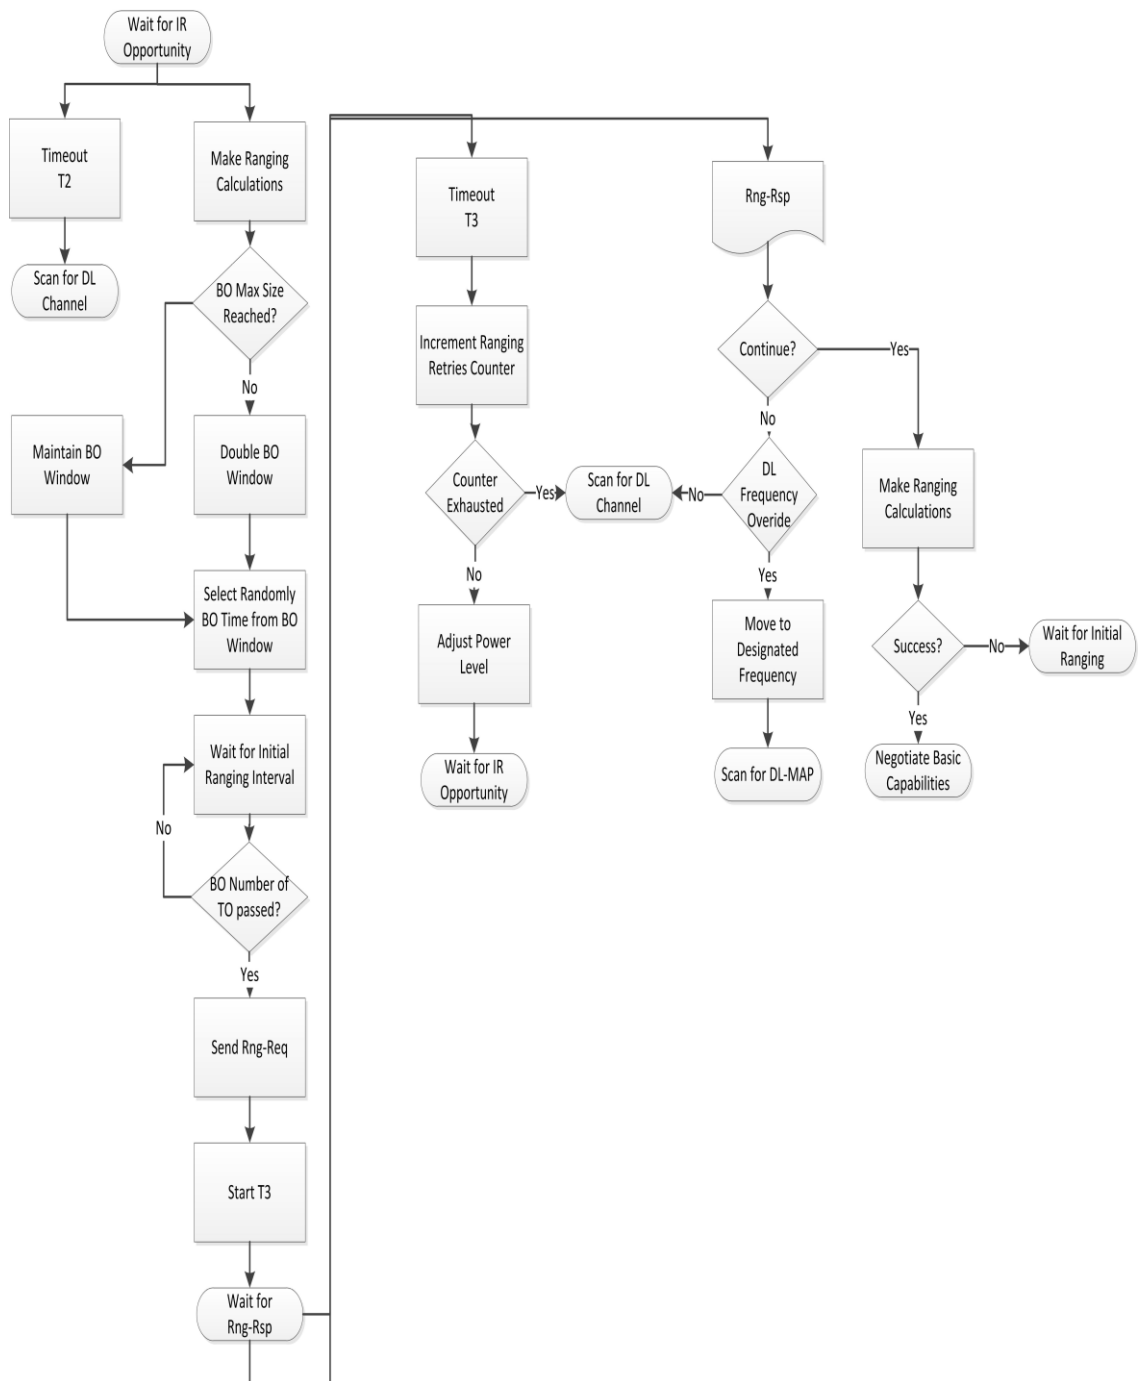 Wait for IR
Opportunity
Timeout
T2
Make Ranging
Calculations
Scan for DL
Channel
BO Max Size
Reached?
No
Maintain BO
Window
Double BO
Window
Select Randomly
BO Time from BO
Window
Wait for Initial
Ranging Interval
No
BO Number of
TO passed?
Yes
Send Rng-Req
Start T3
Wait for
Rng-Rsp
Timeout
T3
Increment Ranging
Retries Counter
Counter
Exhausted
Yes
Scan for DL
Channel
No
Adjust Power
Level
Wait for IR
Opportunity
Rng-Rsp
Continue?
Yes
No
DL
Frequency
Overide
No
Yes
Move to
Designated
Frequency
Scan for DL-MAP
Make Ranging
Calculations
Success?
No
Wait for Initial
Ranging
Yes
Negotiate Basic
Capabilities